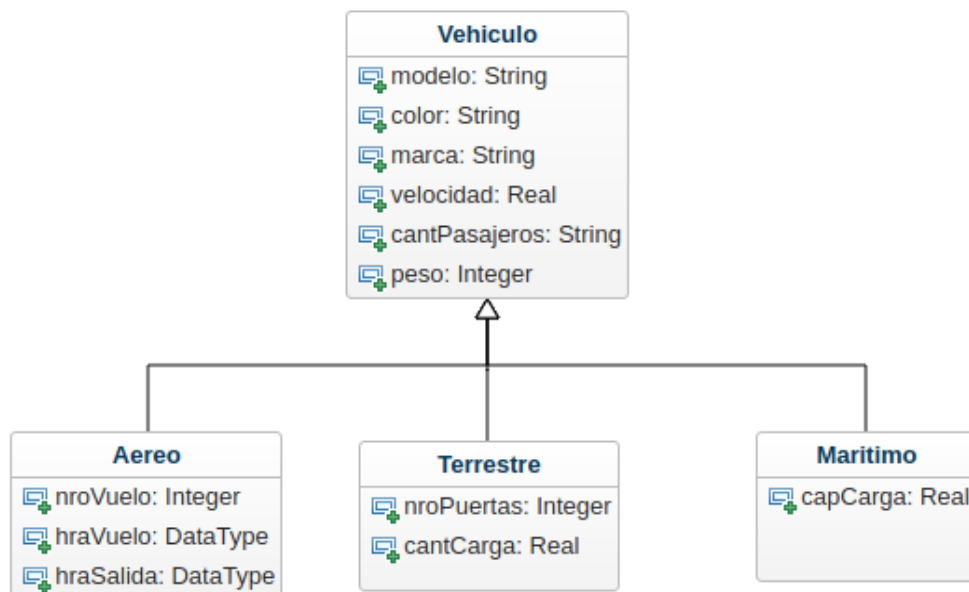 Vehiculo
modelo: String
color: String
marca: String
velocidad: Real
cantPasajeros: String
peso: Integer
Aereo
nroVuelo: Integer
hraVuelo: DataType
hraSalida: DataType
Terrestre
nroPuertas: Integer
cantCarga: Real
Maritimo
capCarga: Real